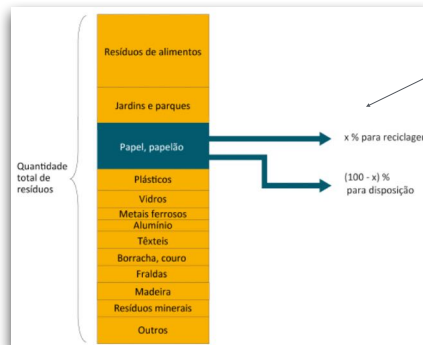 Resíduos de alimentos
Jardins e parques
Papel, papelão
x % para reciclagem
Quantidade
total de
resíduos
(100 - x) %
para disposição
Plásticos
Vidros
Metais ferrosos
Alumínio
Têxteis
Borracha, couro
Fraldas
Madeira
Resíduos minerais
Outros